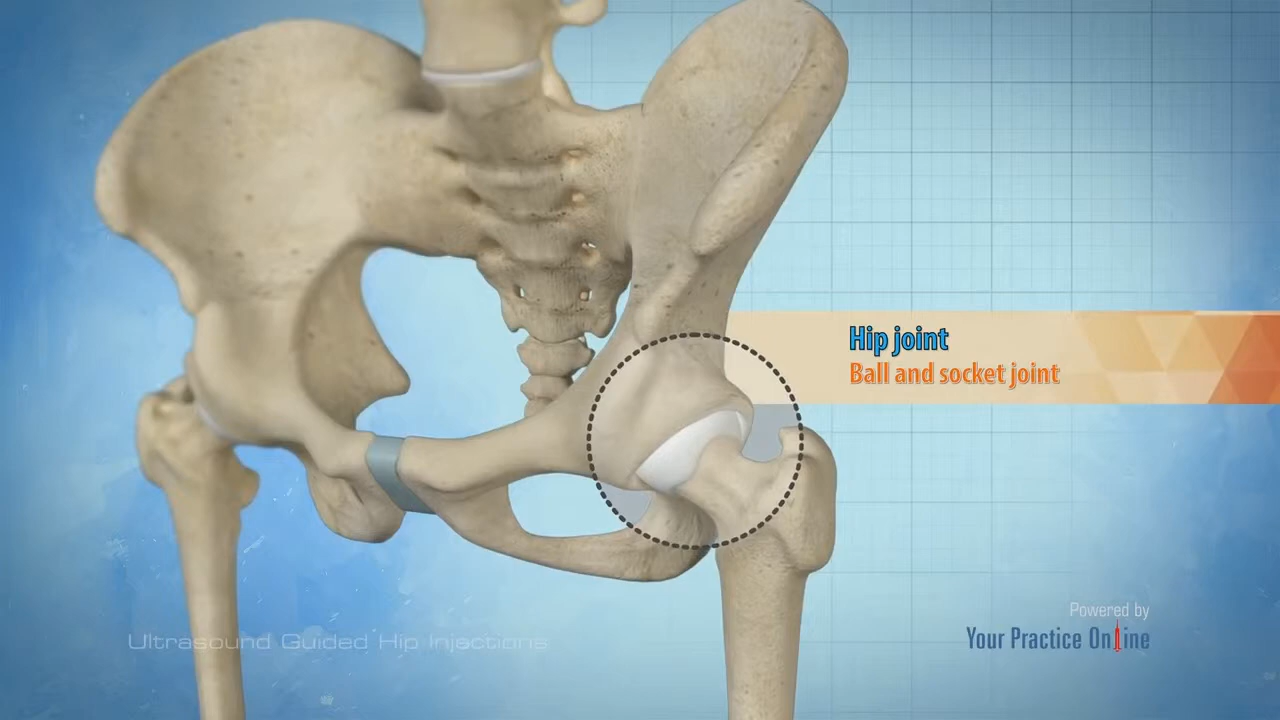 Hip joint
Ball and socket joint
Powered by
Your Practice Online
Ultrasound Guided Hip Injections